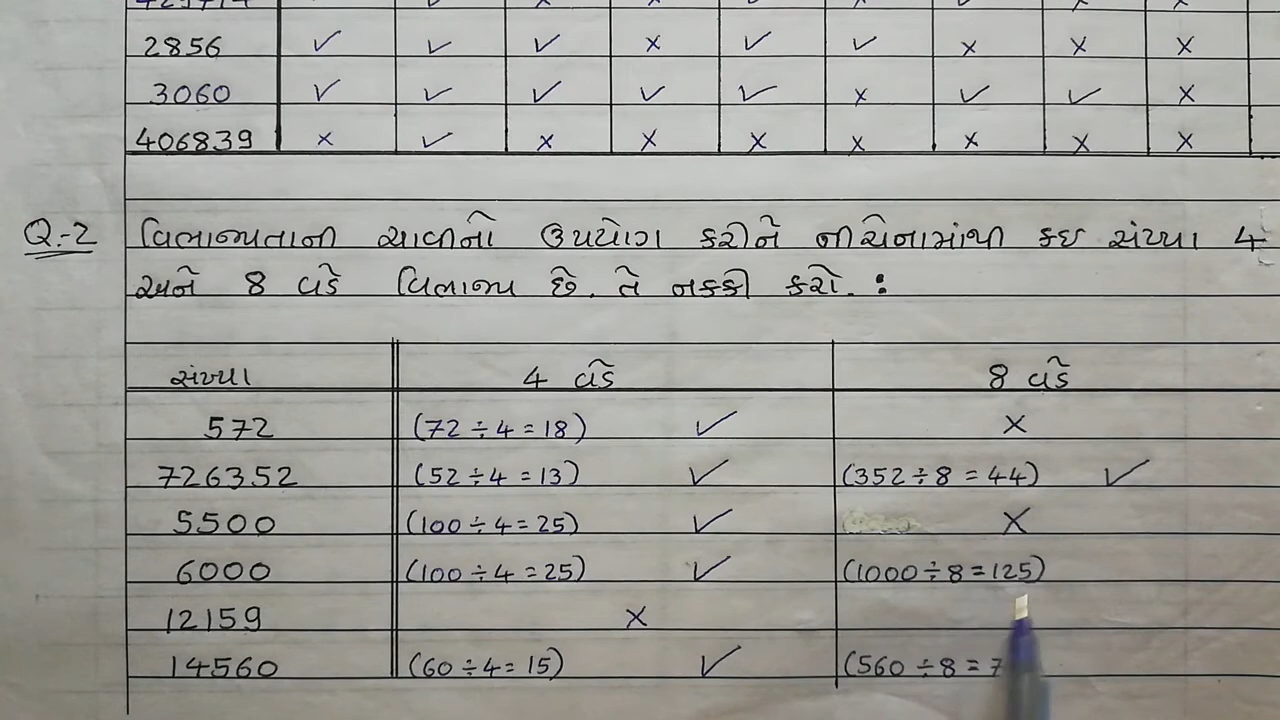 2856 ✓ ✓ ✓ × ✓ ✓ × × ×
3060 ✓ ✓ ✓ ✓ ✓ × ✓ ✓ ×
406839 × ✓ × × × × × × ×
Q.-2 વિભાજ્યતાની ચાવીનો ઉપયોગ કરીને નીચેનામાંથી કઇ સંખ્યા 4
અને 8 વડે વિભાજ્ય છે. તે નક્કી કરો. :
સંખ્યા 4 વડે 8 વડે
572 (72 ÷ 4 = 18) ✓ ×
726352 (52 ÷ 4 = 13) ✓ (352 ÷ 8 = 44) ✓
5500 (100 ÷ 4 = 25) ✓ ×
6000 (100 ÷ 4 = 25) ✓ (1000 ÷ 8 = 125)
12159 ×
14560 (60 ÷ 4 = 15) ✓ (560 ÷ 8 = 7